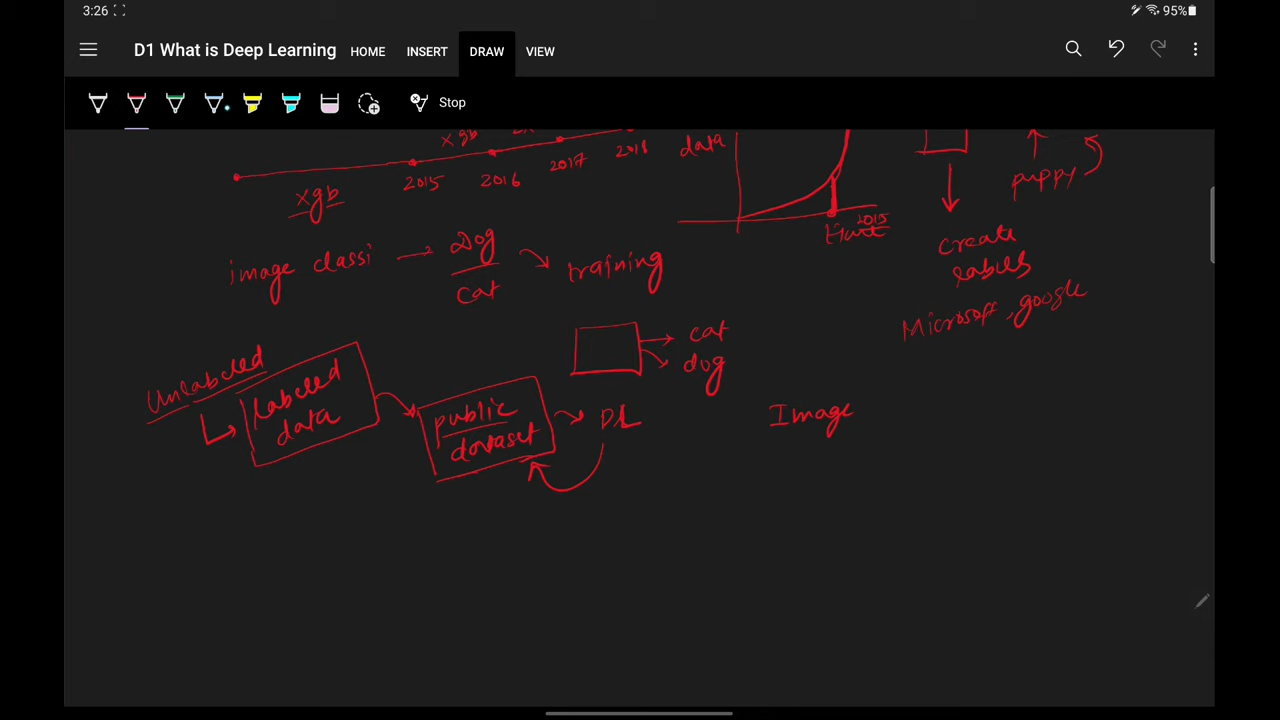 3:26
95%
D1 What is Deep Learning HOME INSERT DRAW VIEW
Stop
xgb
2015 2016 2017 2018
xgb
data
2015
puppy
create
labels
Microsoft, google
image classi Dog
cat
training
cat
dog
Unlabeled
labeled
data
public
dataset
DL
Image